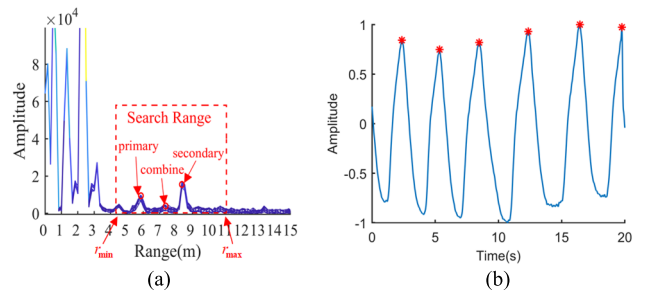 ×10⁴
8
6
4
2
0
Amplitude
Search Range
primary
combine
secondary
0 1 2 3 4 5 6 7 8 9 10 11 12 13 14 15
r_min
Range(m)
r_max
(a)
1
0.5
0
-0.5
-1
Amplitude
0 5 10 15 20
Time(s)
(b)